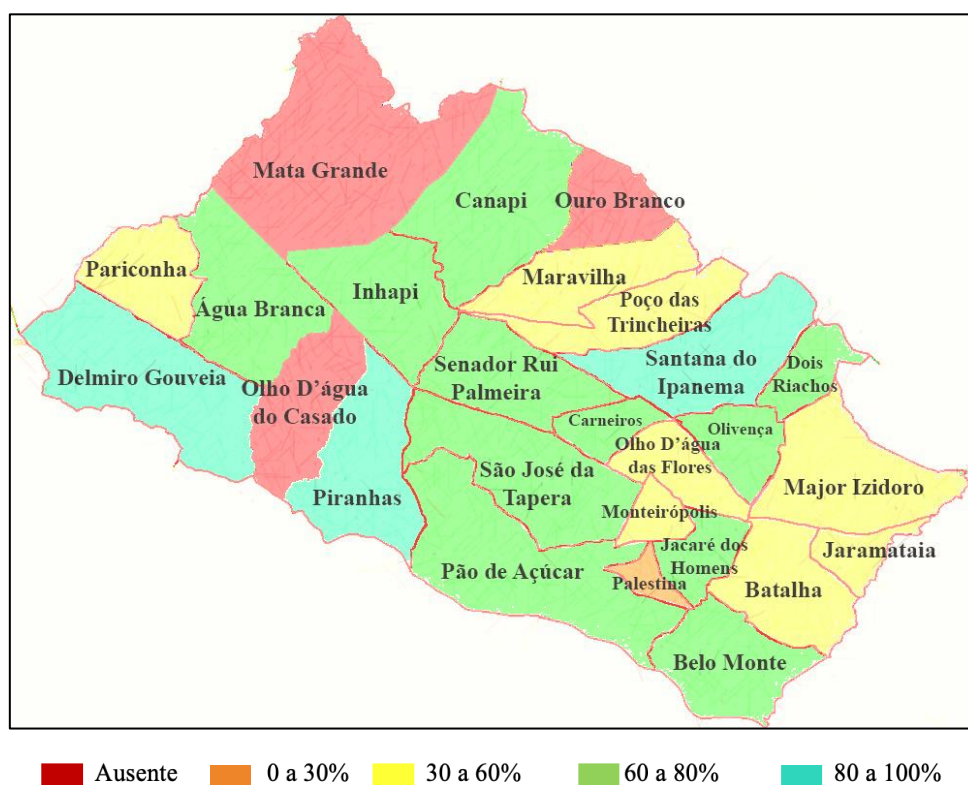 Mata Grande
Canapi
Ouro Branco
Pariconha
Maravilha
Inhapi
Água Branca
Poço das
Trincheiras
Delmiro Gouveia
Olho D'água
do Casado
Senador Rui
Palmeira
Santana do
Ipanema
Dois
Riachos
Carneiros
Olivença
Olho D'água
das Flores
São José da
Tapera
Piranhas
Major Izidoro
Monteirópolis
Jacaré dos
Homens
Jaramataia
Pão de Açúcar
Palestina
Batalha
Belo Monte
Ausente
0 a 30%
30 a 60%
60 a 80%
80 a 100%